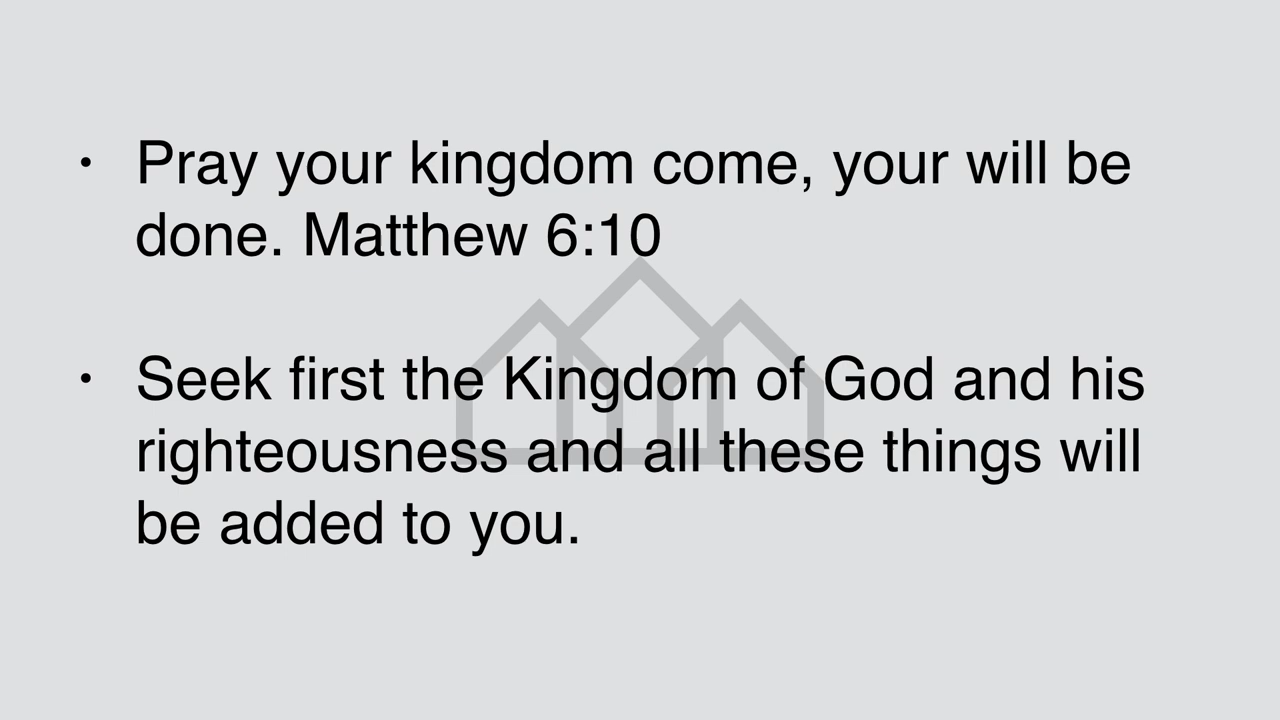 • Pray your kingdom come, your will be
done. Matthew 6:10
• Seek first the Kingdom of God and his
righteousness and all these things will
be added to you.